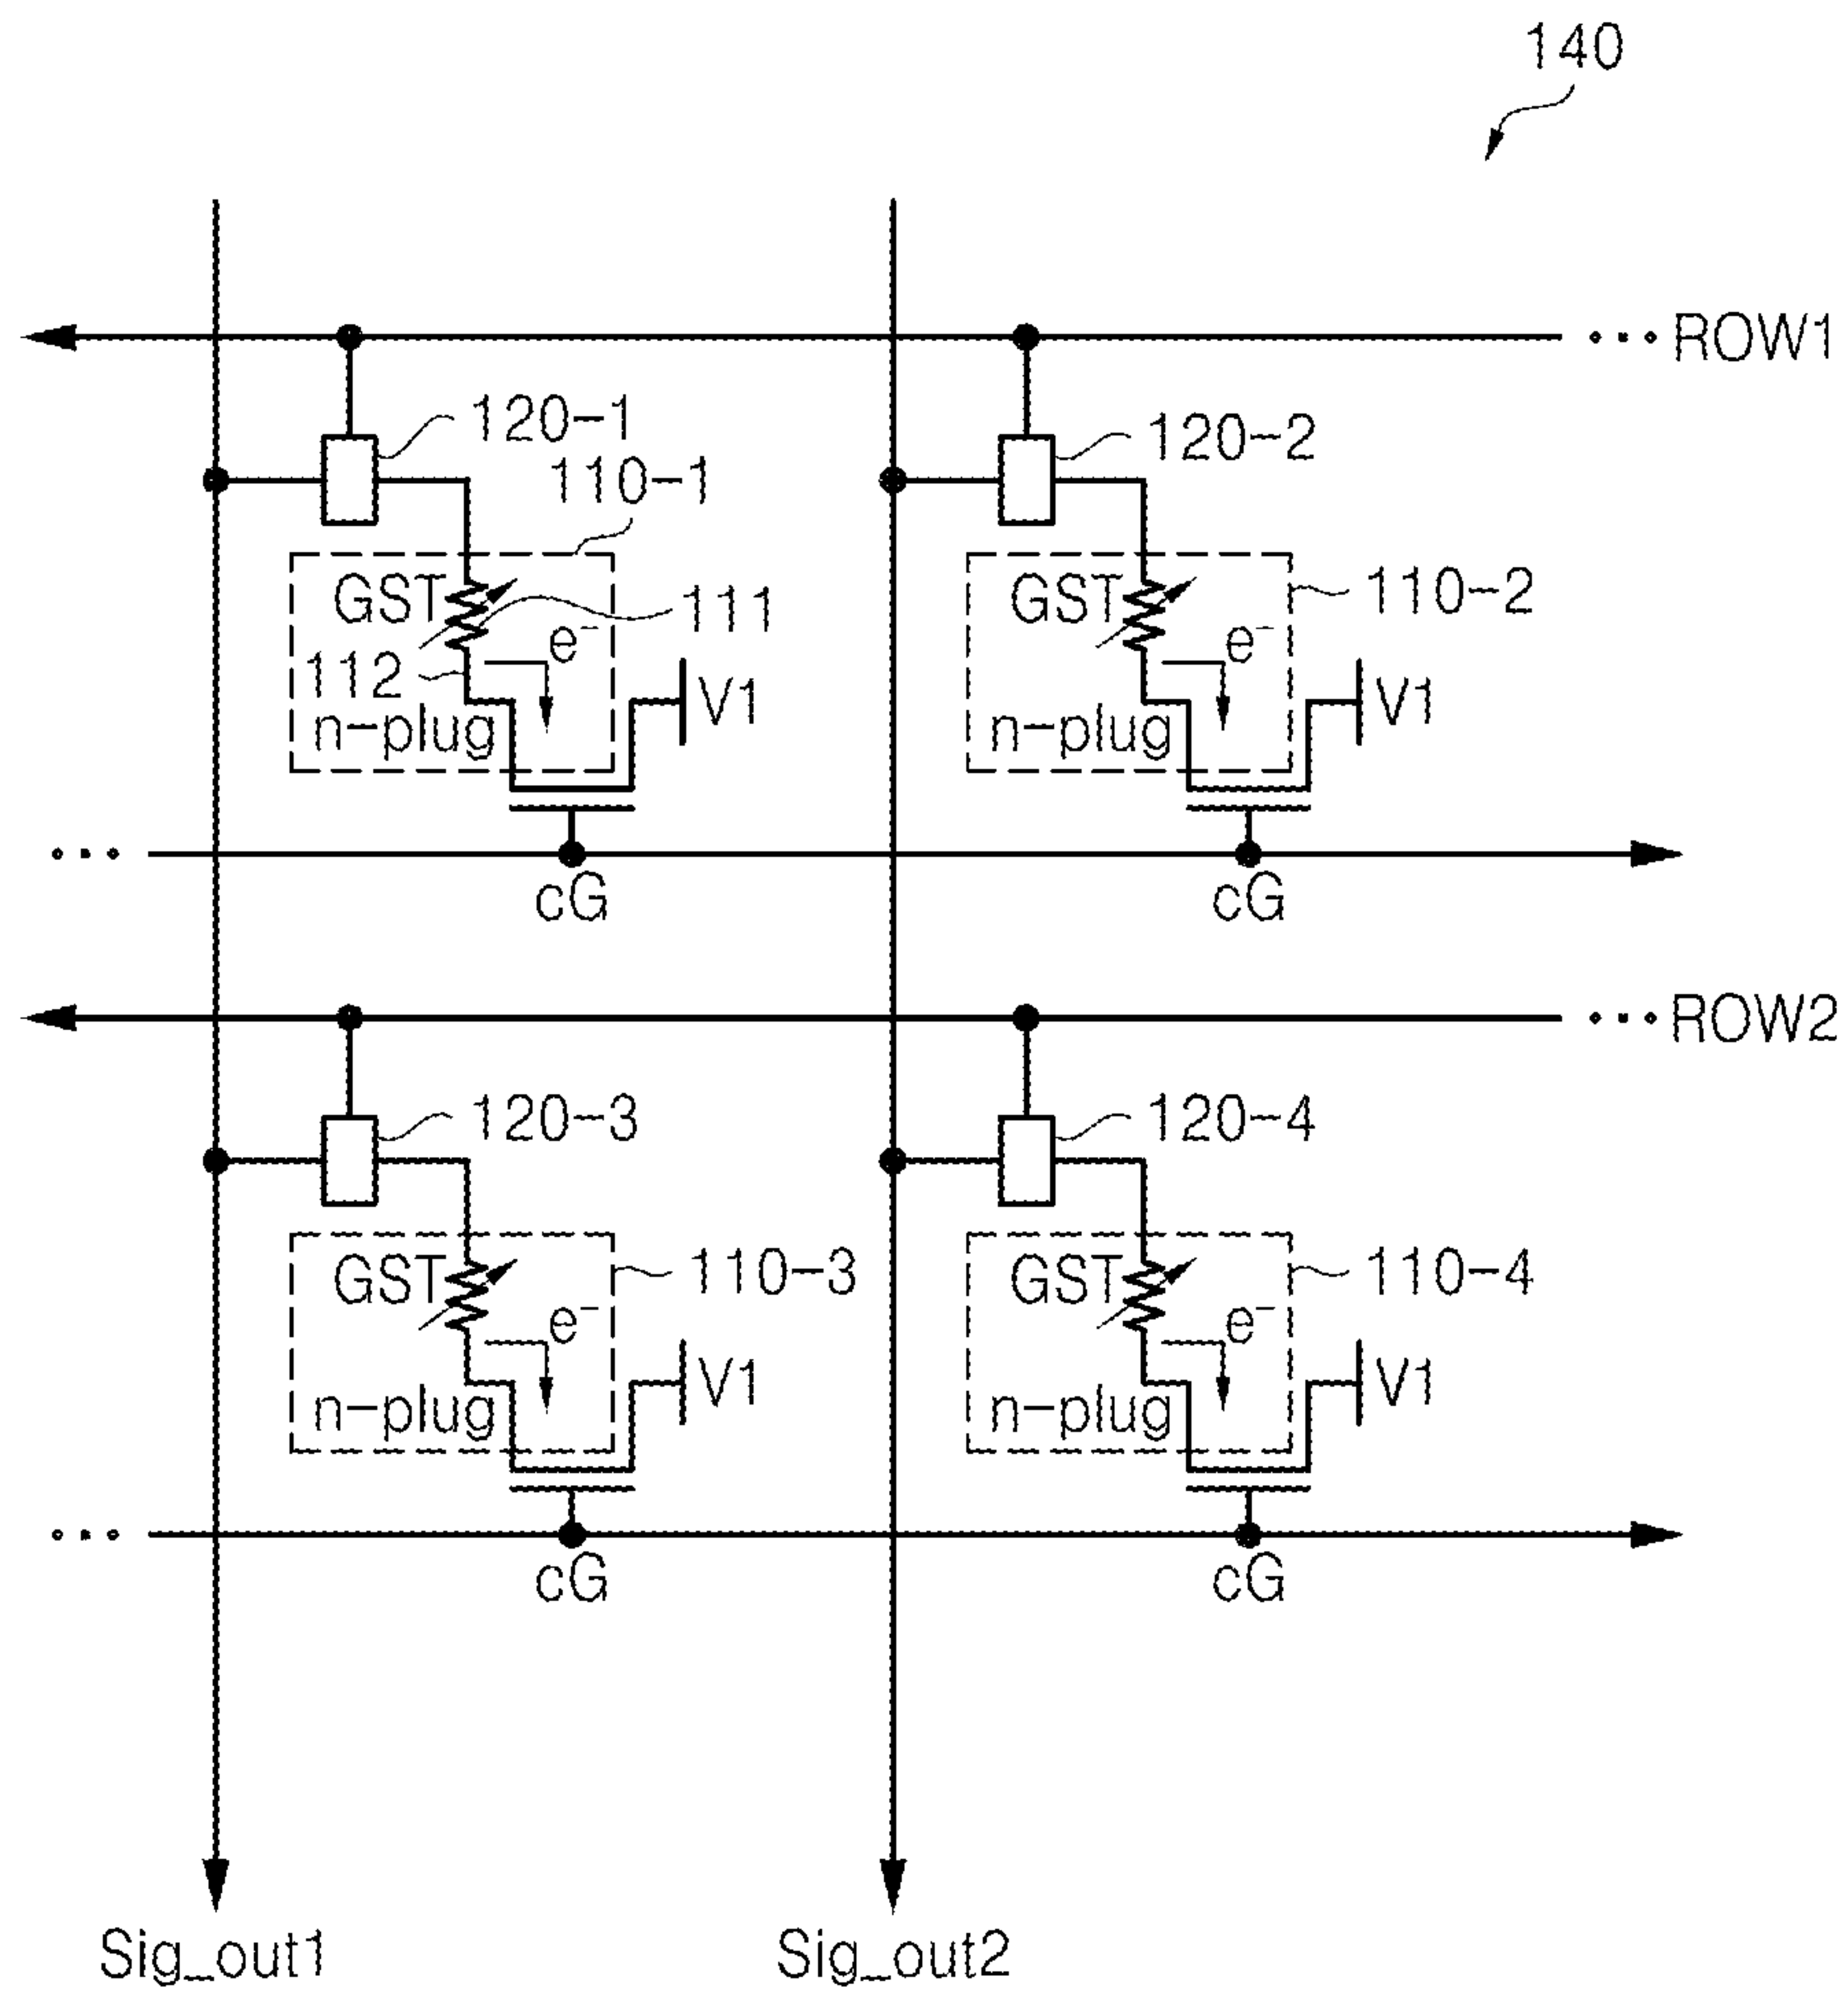 140
ROW1
120-1
120-2
110-1
GST
111
e⁻
112
V1
n-plug
GST
110-2
e⁻
V1
n-plug
cG
cG
ROW2
120-3
120-4
GST
110-3
e⁻
V1
n-plug
GST
110-4
e⁻
V1
n-plug
cG
cG
Sig_out1
Sig_out2